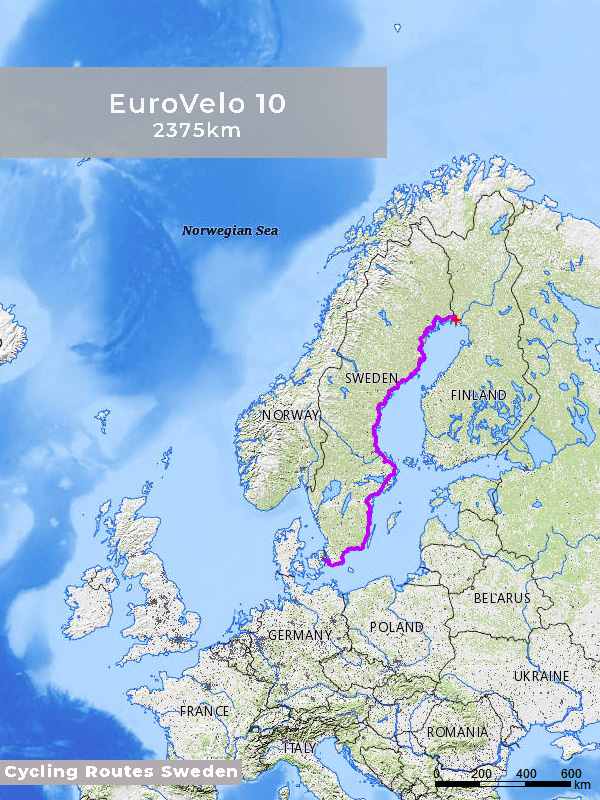 EuroVelo 10
2375km
Norwegian Sea
SWEDEN
FINLAND
NORWAY
BELARUS
POLAND
GERMANY
UKRAINE
FRANCE
ROMANIA
ITALY
Cycling Routes Sweden
0 200 400 600
km